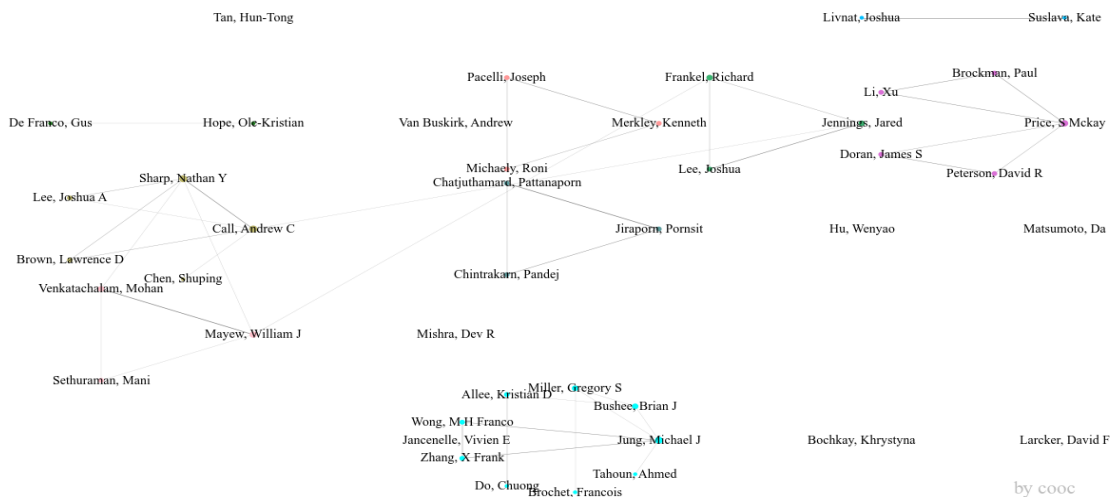 Tan, Hun-Tong
Livnat, Joshua
Suslava, Kate
Pacelli, Joseph
Frankel, Richard
Brockman, Paul
Li, Xu
De Franco, Gus
Hope, Ole-Kristian
Van Buskirk, Andrew
Merkley, Kenneth
Jennings, Jared
Price, S Mckay
Doran, James S
Michaely, Roni
Lee, Joshua
Peterson, David R
Sharp, Nathan Y
Chatjuthamard, Pattanaporn
Lee, Joshua A
Call, Andrew C
Jiraporn, Pornsit
Hu, Wenyao
Matsumoto, Da
Brown, Lawrence D
Chen, Shuping
Chintrakarn, Pandej
Venkatachalam, Mohan
Mayew, William J
Mishra, Dev R
Sethuraman, Mani
Miller, Gregory S
Allee, Kristian D
Bushee, Brian J
Wong, M H Franco
Jancenelle, Vivien E
Jung, Michael J
Bochkay, Khrystyna
Larcker, David F
Zhang, X Frank
Tahoun, Ahmed
Do, Chuong
Brochet, Francois
by cooc